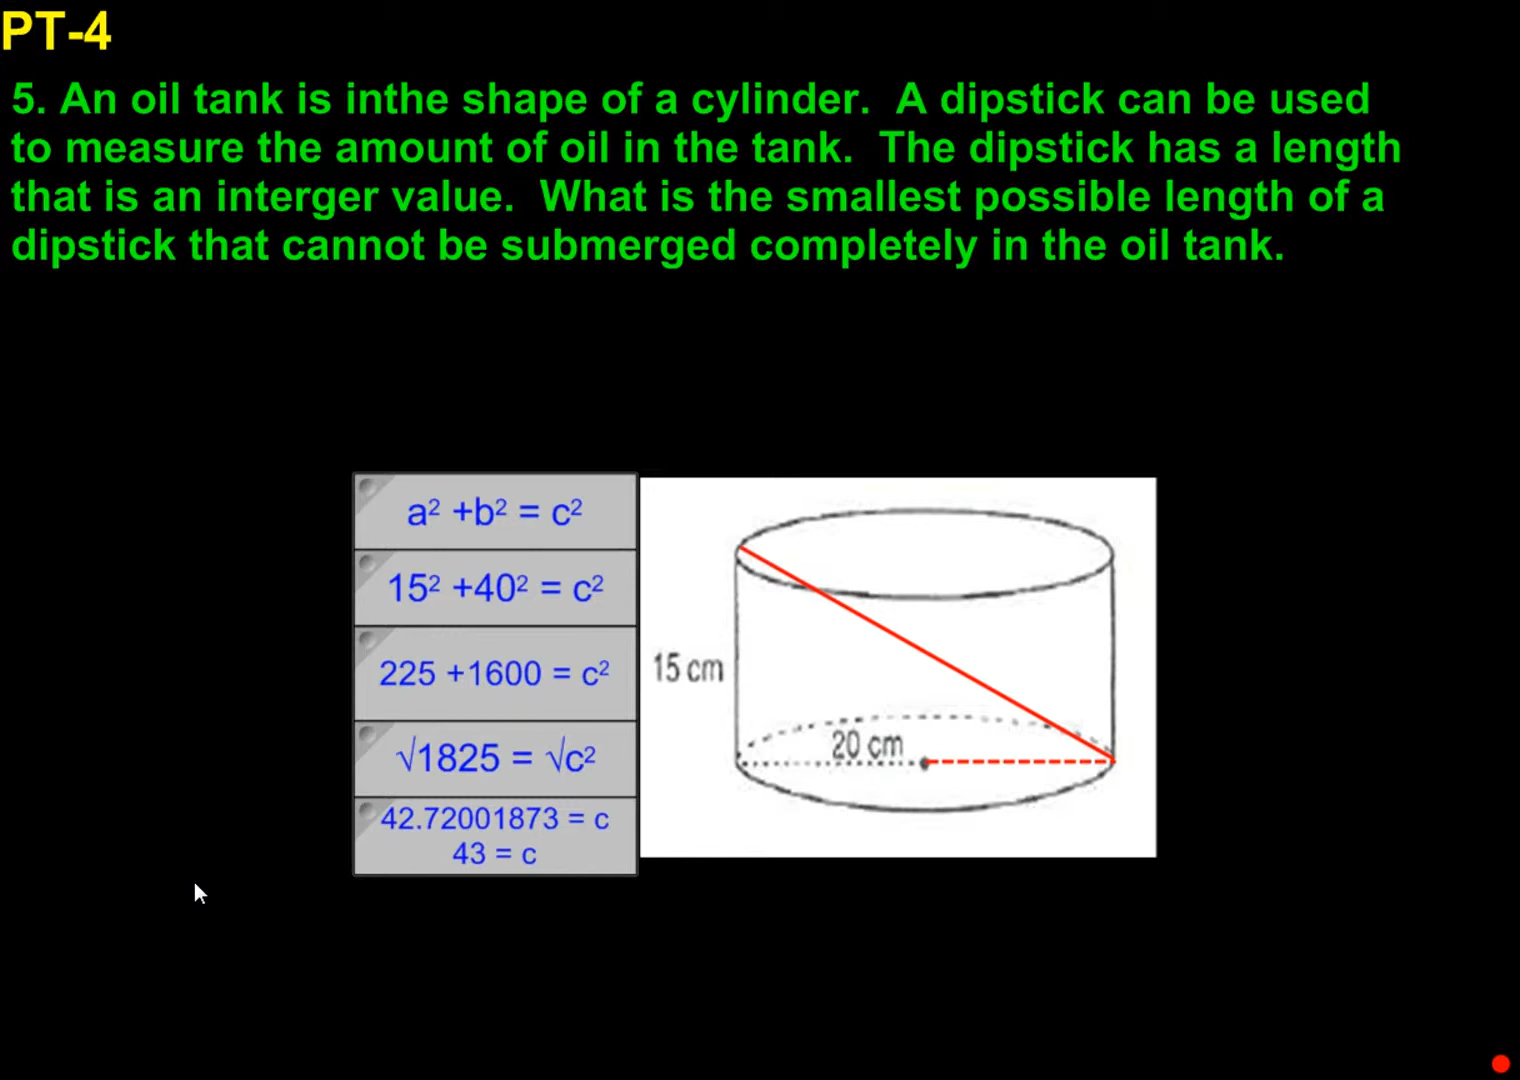 PT-4
5. An oil tank is inthe shape of a cylinder. A dipstick can be used
to measure the amount of oil in the tank. The dipstick has a length
that is an interger value. What is the smallest possible length of a
dipstick that cannot be submerged completely in the oil tank.
a² +b² = c²
15² +40² = c²
225 +1600 = c²
√1825 = √c²
42.72001873 = c
43 = c
15 cm
20 cm